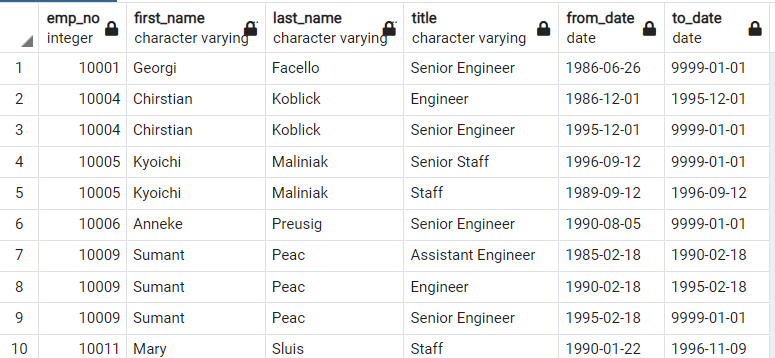 emp_no first_name last_name title from_date to_date
integer character varying character varying character varying date date
1 10001 Georgi Facello Senior Engineer 1986-06-26 9999-01-01
2 10004 Chirstian Koblick Engineer 1986-12-01 1995-12-01
3 10004 Chirstian Koblick Senior Engineer 1995-12-01 9999-01-01
4 10005 Kyoichi Maliniak Senior Staff 1996-09-12 9999-01-01
5 10005 Kyoichi Maliniak Staff 1989-09-12 1996-09-12
6 10006 Anneke Preusig Senior Engineer 1990-08-05 9999-01-01
7 10009 Sumant Peac Assistant Engineer 1985-02-18 1990-02-18
8 10009 Sumant Peac Engineer 1990-02-18 1995-02-18
9 10009 Sumant Peac Senior Engineer 1995-02-18 9999-01-01
10 10011 Mary Sluis Staff 1990-01-22 1996-11-09